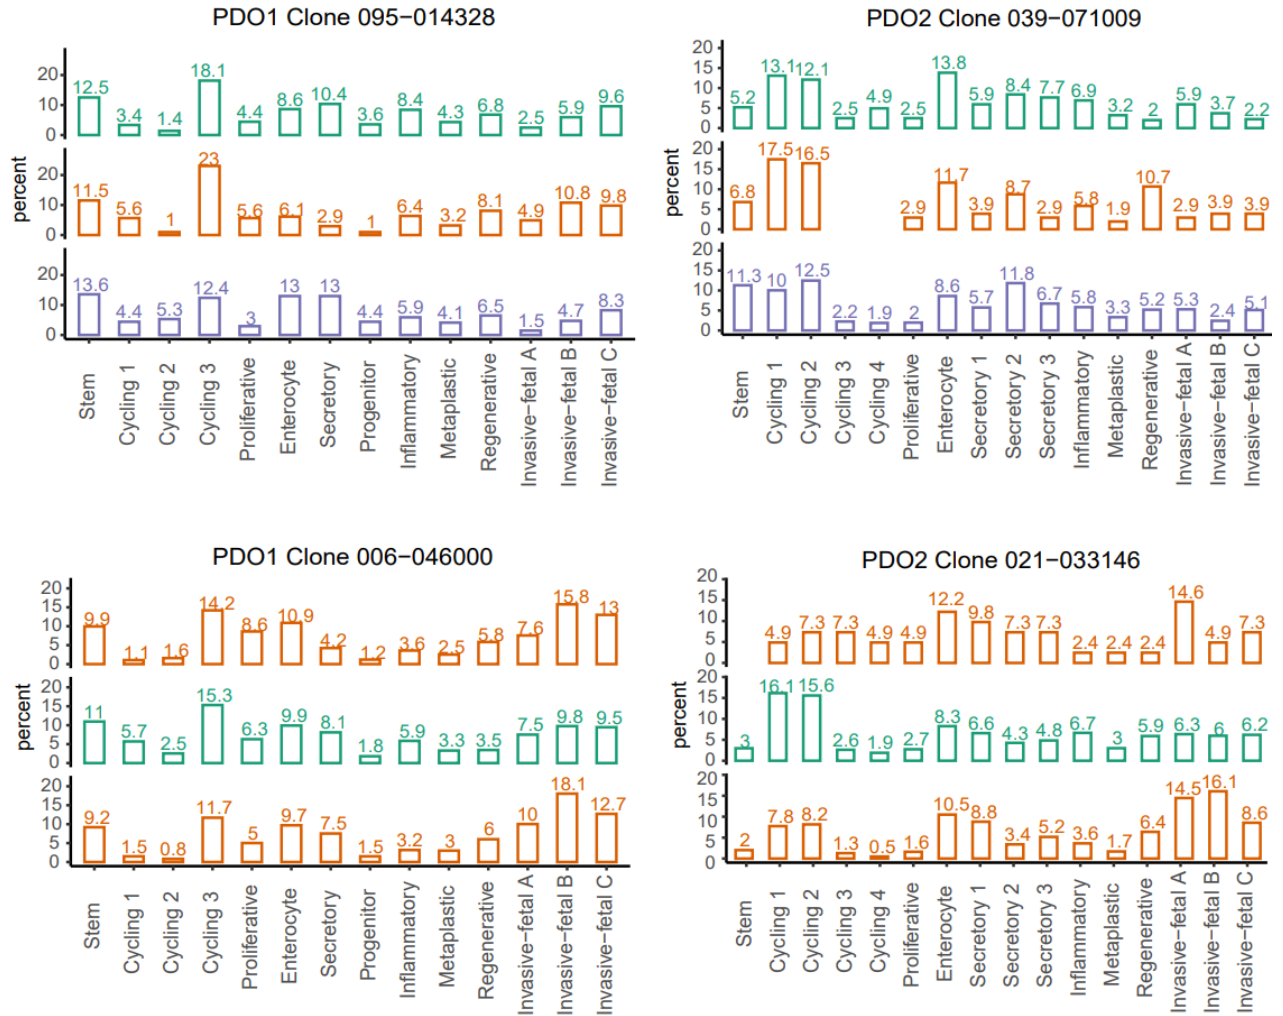 PDO1 Clone 095−014328
percent
20
10
0
12.5 3.4 1.4 18.1 4.4 8.6 10.4 3.6 8.4 4.3 6.8 2.5 5.9 9.6
20
10
0
11.5 5.6 1 23 5.6 6.1 2.9 1 6.4 3.2 8.1 4.9 10.8 9.8
20
10
0
13.6 4.4 5.3 12.4 3 13 13 4.4 5.9 4.1 6.5 1.5 4.7 8.3
Stem
Cycling 1
Cycling 2
Cycling 3
Proliferative
Enterocyte
Secretory
Progenitor
Inflammatory
Metaplastic
Regenerative
Invasive−fetal A
Invasive−fetal B
Invasive−fetal C
PDO2 Clone 039−071009
percent
20
15
10
5
0
5.2 13.1 12.1 2.5 4.9 2.5 13.8 5.9 8.4 7.7 6.9 3.2 2 5.9 3.7 2.2
20
15
10
5
0
6.8 17.5 16.5 2.9 11.7 3.9 8.7 2.9 5.8 1.9 10.7 2.9 3.9 3.9
20
15
10
5
0
11.3 10 12.5 2.2 1.9 2 8.6 5.7 11.8 6.7 5.8 3.3 5.2 5.3 2.4 5.1
Stem
Cycling 1
Cycling 2
Cycling 3
Cycling 4
Proliferative
Enterocyte
Secretory 1
Secretory 2
Secretory 3
Inflammatory
Metaplastic
Regenerative
Invasive−fetal A
Invasive−fetal B
Invasive−fetal C
PDO1 Clone 006−046000
percent
20
15
10
5
0
9.9 1.1 1.6 14.2 8.6 10.9 4.2 1.2 3.6 2.5 5.8 7.6 15.8 13
20
15
10
5
0
11 5.7 2.5 15.3 6.3 9.9 8.1 1.8 5.9 3.3 3.5 7.5 9.8 9.5
20
15
10
5
0
9.2 1.5 0.8 11.7 5 9.7 7.5 1.5 3.2 3 6 10 18.1 12.7
Stem
Cycling 1
Cycling 2
Cycling 3
Proliferative
Enterocyte
Secretory
Progenitor
Inflammatory
Metaplastic
Regenerative
Invasive−fetal A
Invasive−fetal B
Invasive−fetal C
PDO2 Clone 021−033146
percent
20
15
10
5
0
4.9 7.3 7.3 4.9 4.9 12.2 9.8 7.3 7.3 2.4 2.4 2.4 14.6 4.9 7.3
20
15
10
5
0
3 16.1 15.6 2.6 1.9 2.7 8.3 6.6 4.3 4.8 6.7 3 5.9 6.3 6 6.2
20
15
10
5
0
2 7.8 8.2 1.3 0.5 1.6 10.5 8.8 3.4 5.2 3.6 1.7 6.4 14.5 16.1 8.6
Stem
Cycling 1
Cycling 2
Cycling 3
Cycling 4
Proliferative
Enterocyte
Secretory 1
Secretory 2
Secretory 3
Inflammatory
Metaplastic
Regenerative
Invasive−fetal A
Invasive−fetal B
Invasive−fetal C